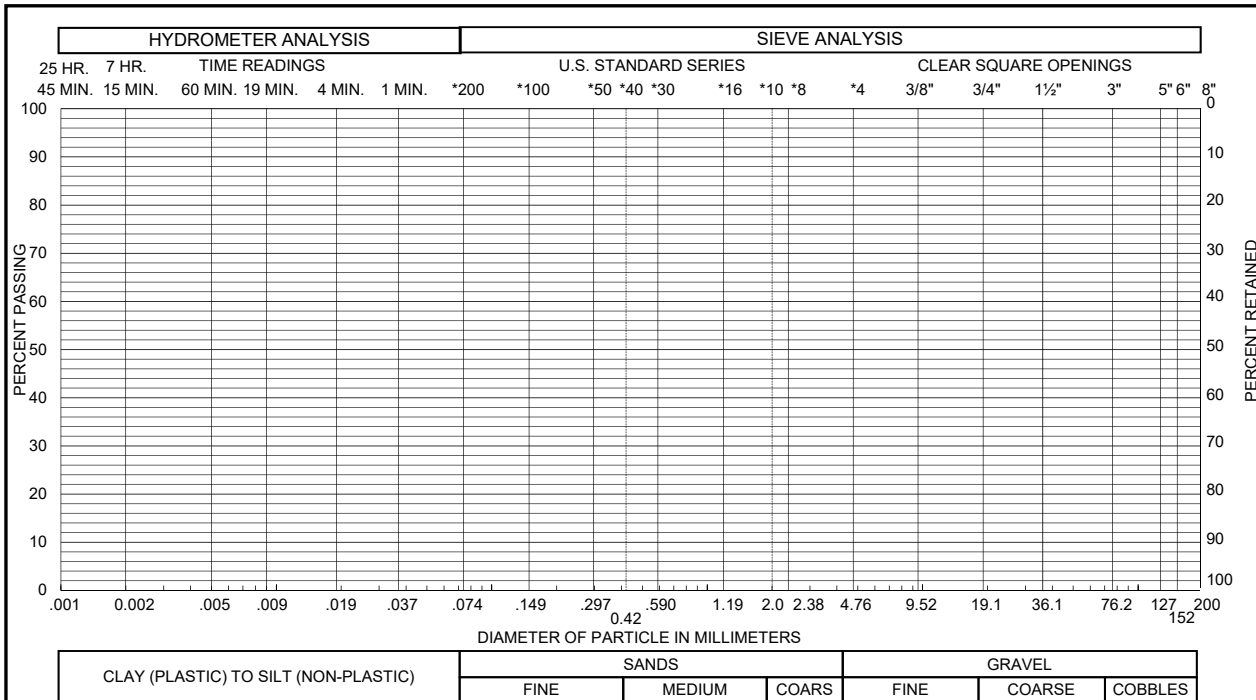 HYDROMETER ANALYSIS SIEVE ANALYSIS
25 HR. 7 HR. TIME READINGS U.S. STANDARD SERIES CLEAR SQUARE OPENINGS
45 MIN. 15 MIN. 60 MIN. 19 MIN. 4 MIN. 1 MIN. *200 *100 *50 *40 *30 *16 *10 *8 *4 3/8" 3/4" 1½" 3" 5" 6" 8"
100 0
90 10
80 20
70 30
60 40
50 50
40 60
30 70
20 80
10 90
0 100
PERCENT PASSING
PERCENT RETAINED
.001 0.002 .005 .009 .019 .037 .074 .149 .297 .590 1.19 2.0 2.38 4.76 9.52 19.1 36.1 76.2 127 200
0.42 152
DIAMETER OF PARTICLE IN MILLIMETERS
CLAY (PLASTIC) TO SILT (NON-PLASTIC) SANDS GRAVEL
FINE MEDIUM COARS FINE COARSE COBBLES